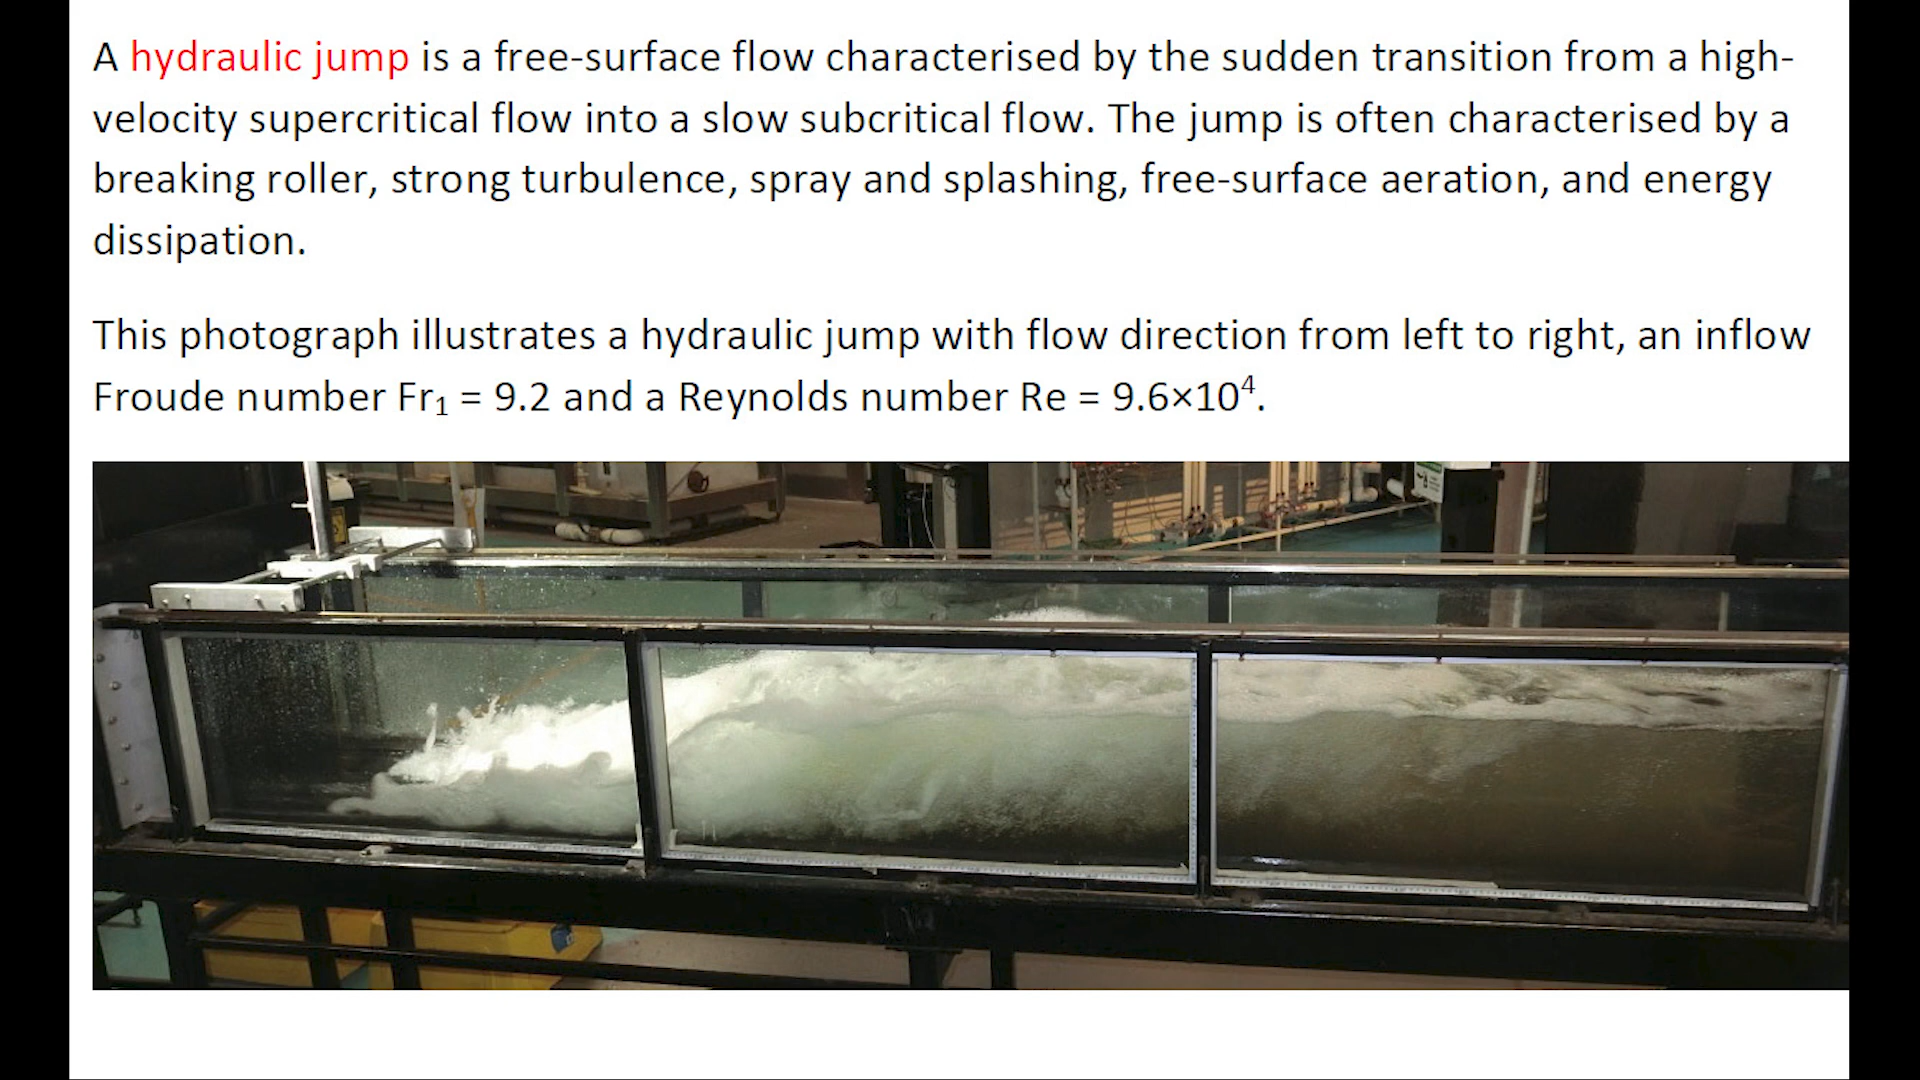 A hydraulic jump is a free-surface flow characterised by the sudden transition from a high-
velocity supercritical flow into a slow subcritical flow. The jump is often characterised by a
breaking roller, strong turbulence, spray and splashing, free-surface aeration, and energy
dissipation.
This photograph illustrates a hydraulic jump with flow direction from left to right, an inflow
Froude number Fr₁ = 9.2 and a Reynolds number Re = 9.6×10⁴.